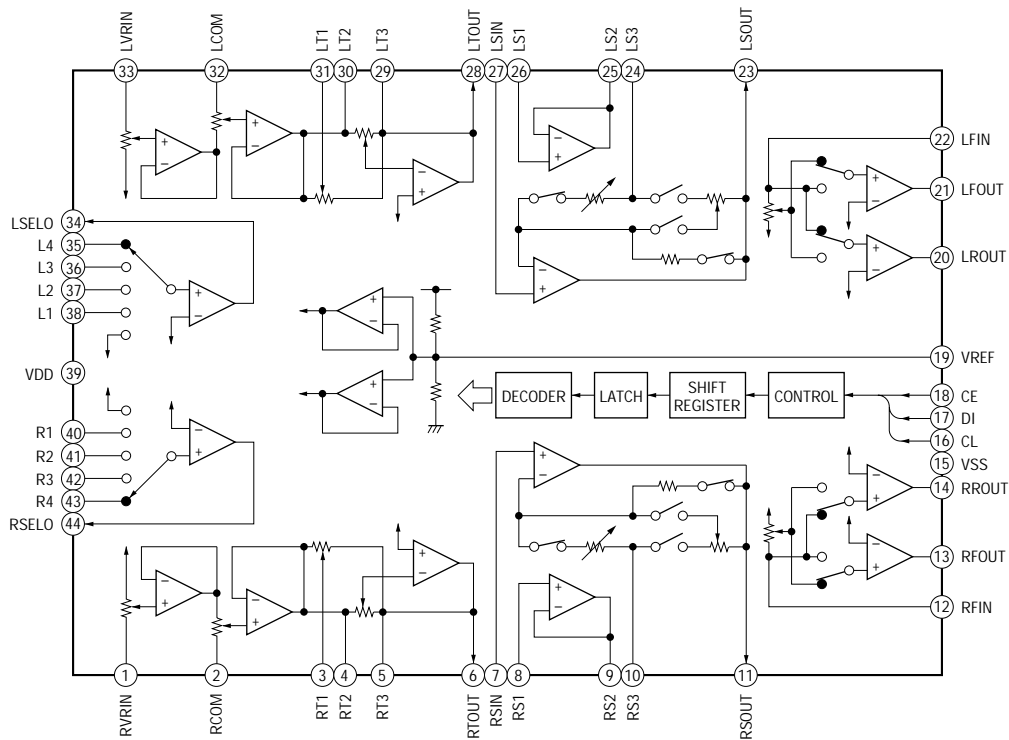 LVRIN
LCOM
LT1
LT2
LT3
LTOUT
LSIN
LS1
LS2
LS3
LSOUT
33
32
31
30
29
28
27
26
25
24
23
+
−
+
−
−
+
−
+
−
+
+
−
+
−
22 LFIN
21 LFOUT
20 LROUT
LSELO 34
L4 35
L3 36
L2 37
L1 38
+
−
+
−
+
−
VDD 39
19 VREF
DECODER
LATCH
SHIFT
REGISTER
CONTROL
18 CE
17 DI
16 CL
15 VSS
14 RROUT
13 RFOUT
12 RFIN
R1 40
R2 41
R3 42
R4 43
RSELO 44
−
+
+
−
−
+
−
+
−
+
−
+
+
−
+
−
1
2
3
4
5
6
7
8
9
10
11
RVRIN
RCOM
RT1
RT2
RT3
RTOUT
RSIN
RS1
RS2
RS3
RSOUT